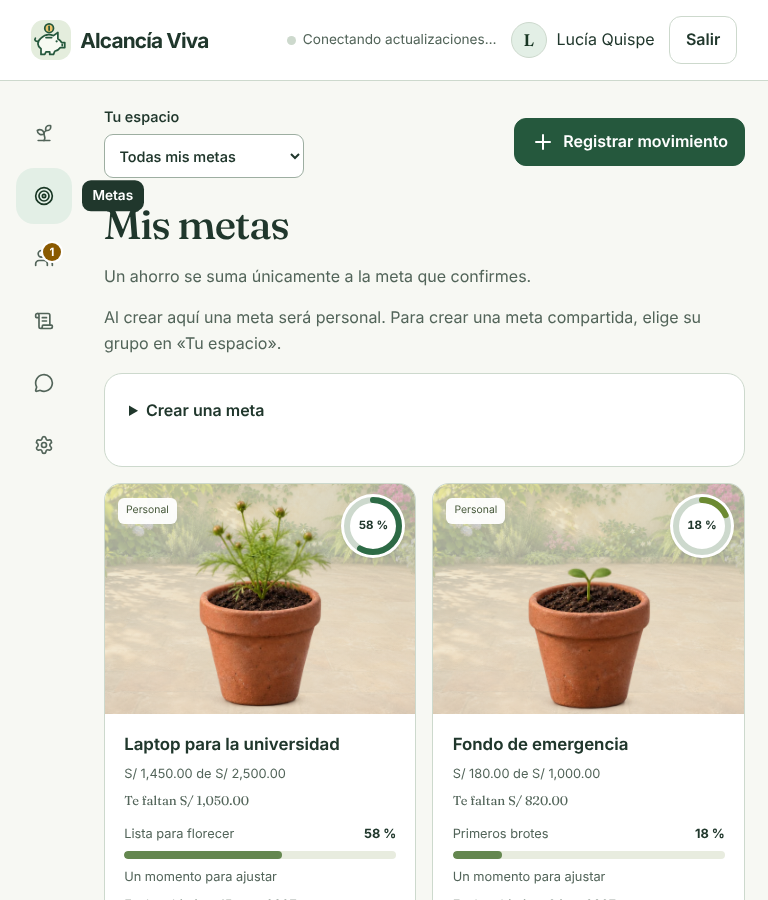 Alcancía Viva
Conectando actualizaciones...
L
Lucía Quispe
Salir
Tu espacio
Todas mis metas
Registrar movimiento
Metas
Mis metas
1
Un ahorro se suma únicamente a la meta que confirmes.
Al crear aquí una meta será personal. Para crear una meta compartida, elige su
grupo en «Tu espacio».
Crear una meta
Personal
58 %
Personal
18 %
Laptop para la universidad
S/ 1,450.00 de S/ 2,500.00
Te faltan S/ 1,050.00
Lista para florecer
58 %
Un momento para ajustar
Fondo de emergencia
S/ 180.00 de S/ 1,000.00
Te faltan S/ 820.00
Primeros brotes
18 %
Un momento para ajustar